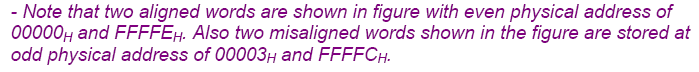 - Note that two aligned words are shown in figure with even physical address of
00000H and FFFFEH. Also two misaligned words shown in the figure are stored at
odd physical address of 00003H and FFFFCH.